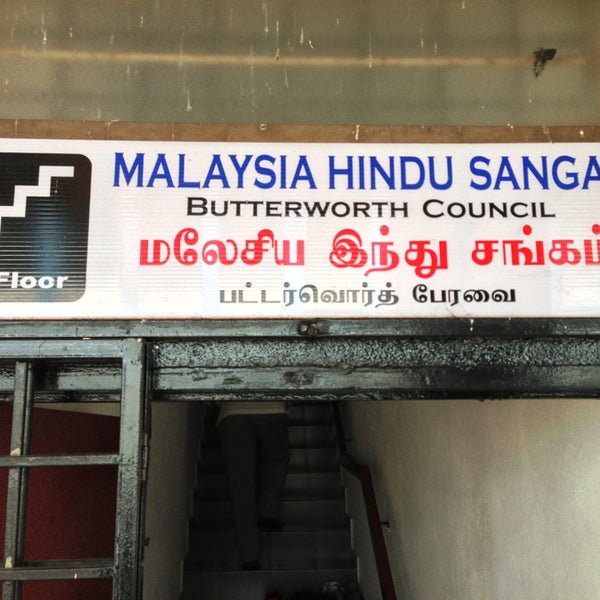 MALAYSIA HINDU SANGA
BUTTERWORTH COUNCIL
மலேசிய இந்து சங்கம்
பட்டர்வொர்த் பேரவை
Floor